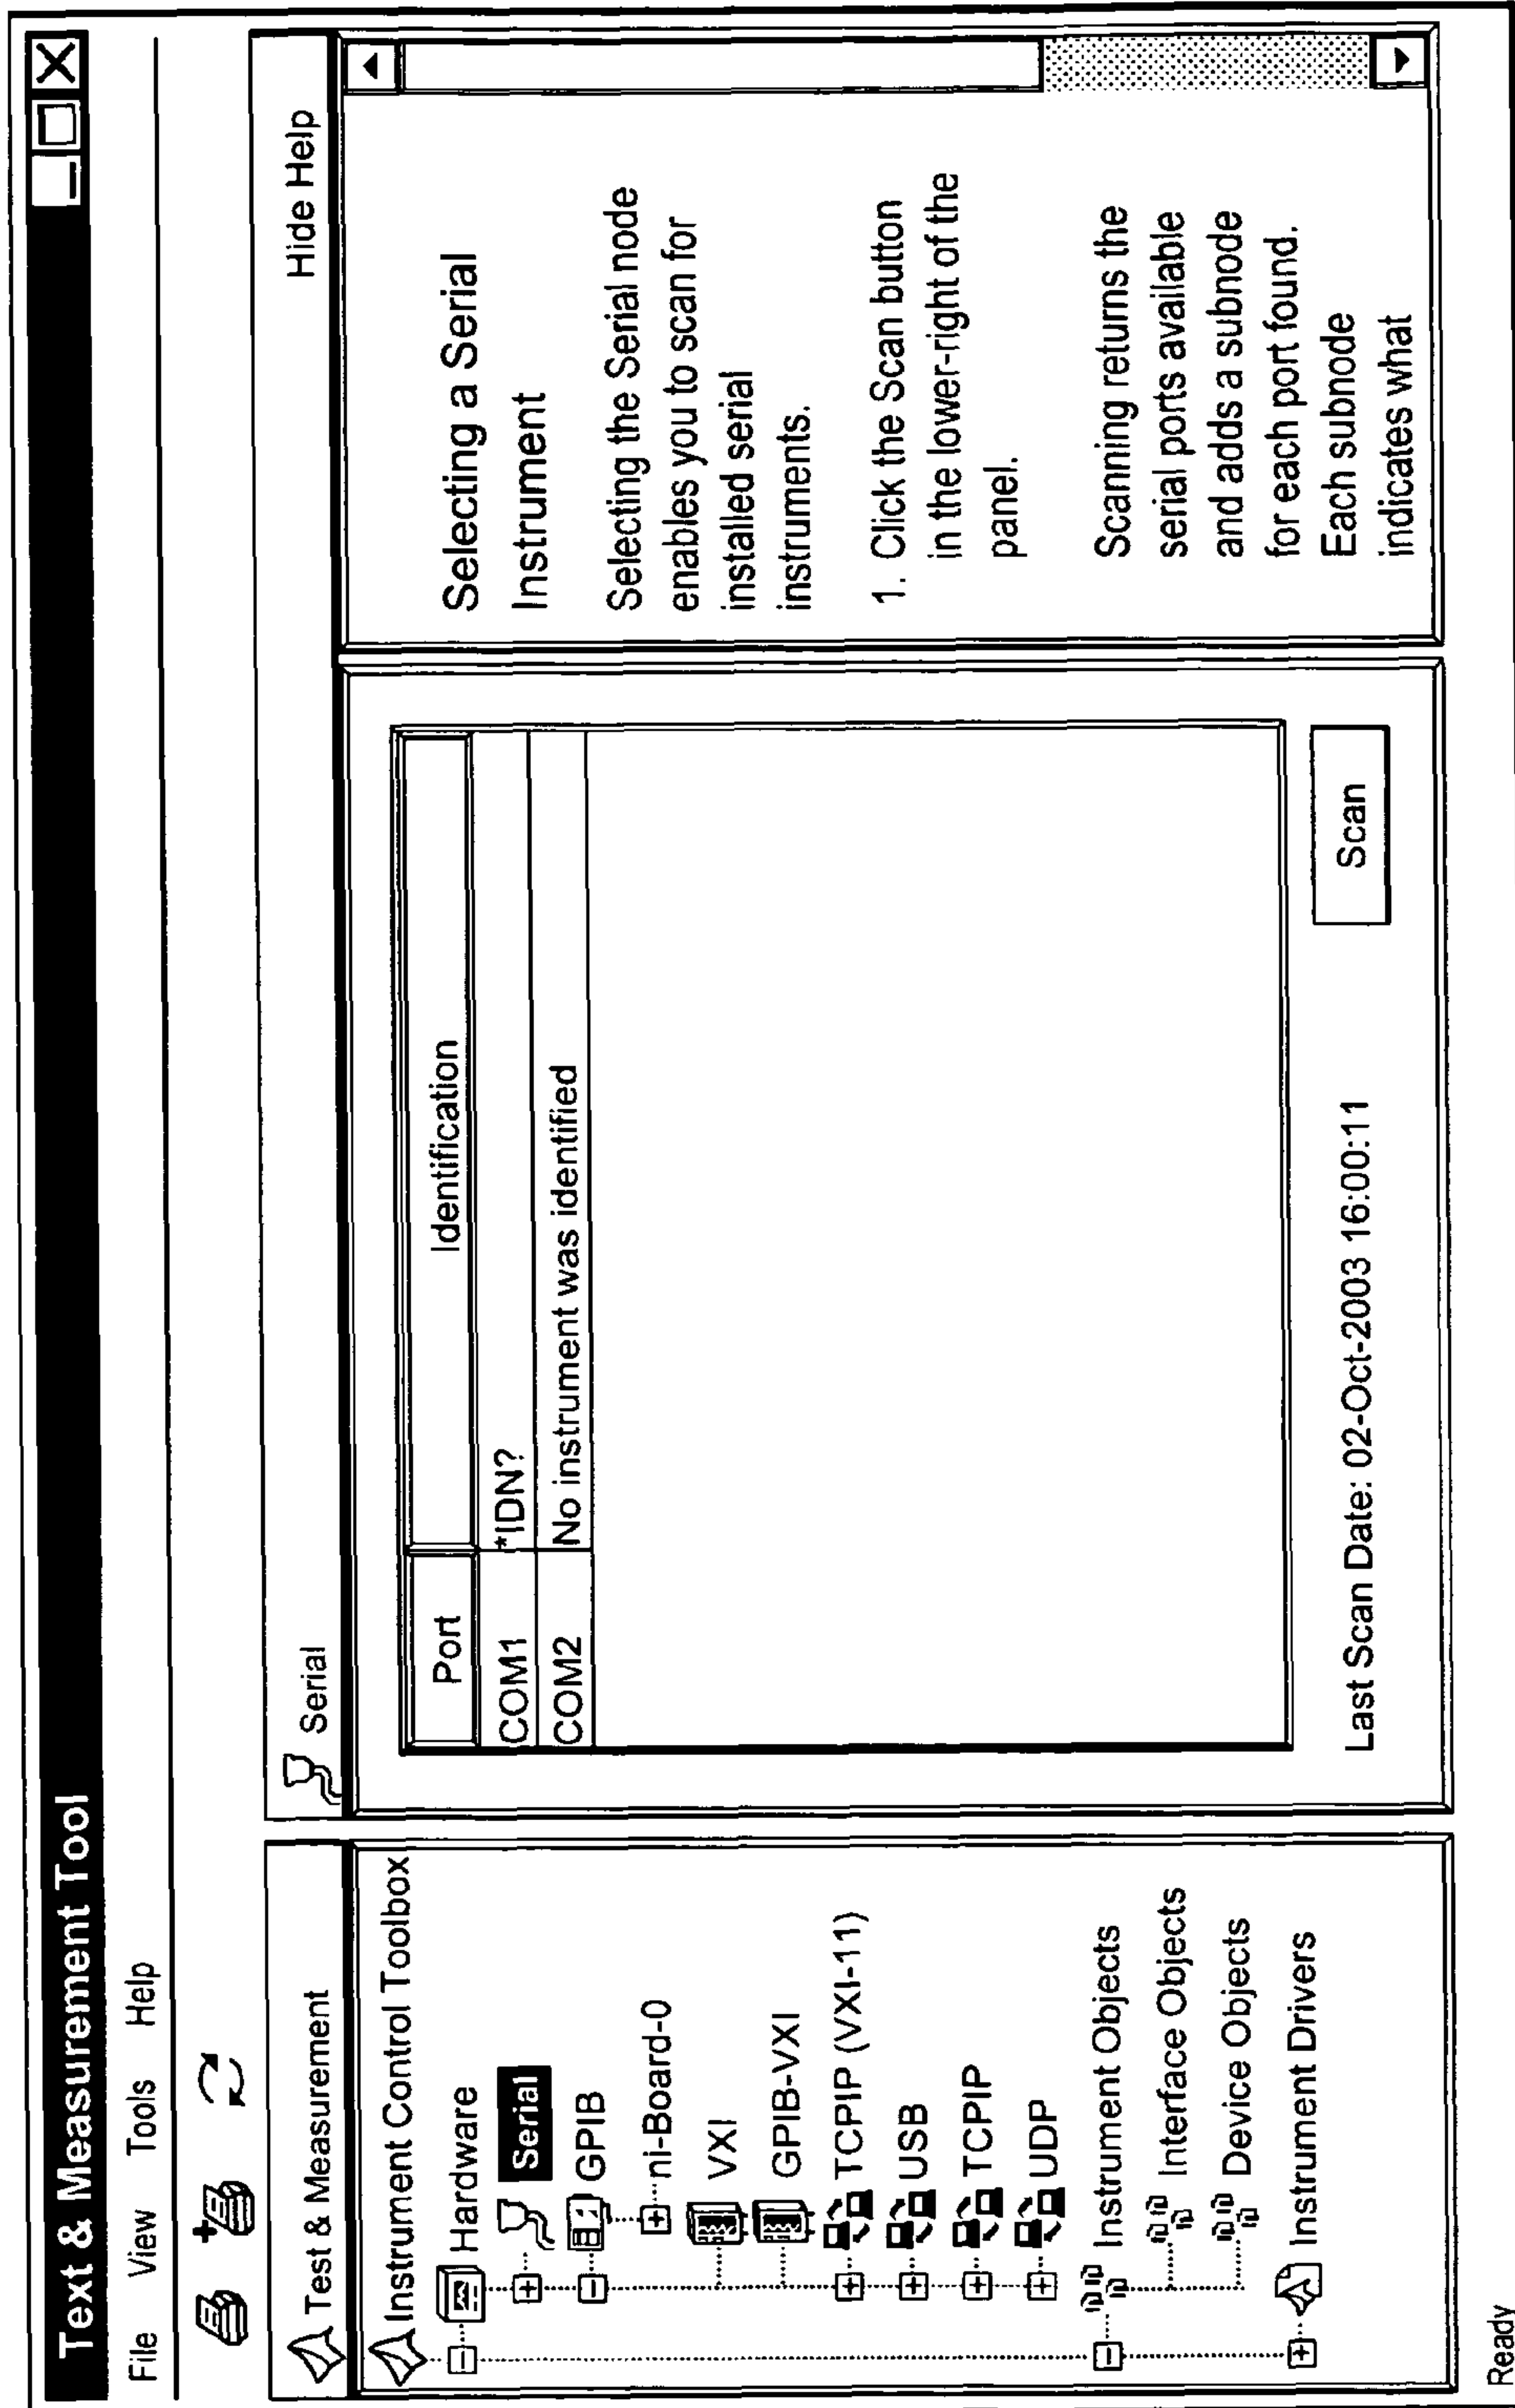 Text & Measurement Tool
File View Tools Help
Test & Measurement
Instrument Control Toolbox
Hardware
Serial
GPIB
ni-Board-0
VXI
GPIB-VXI
TCPIP (VXI-11)
USB
TCPIP
UDP
Instrument Objects
Interface Objects
Device Objects
Instrument Drivers
Serial
Hide Help
Port Identification
COM1 *IDN?
COM2 No instrument was identified
Last Scan Date: 02-Oct-2003 16:00:11
Scan
Selecting a Serial
Instrument
Selecting the Serial node
enables you to scan for
installed serial
instruments.
1. Click the Scan button
in the lower-right of the
panel.
Scanning returns the
serial ports available
and adds a subnode
for each port found.
Each subnode
indicates what
Ready